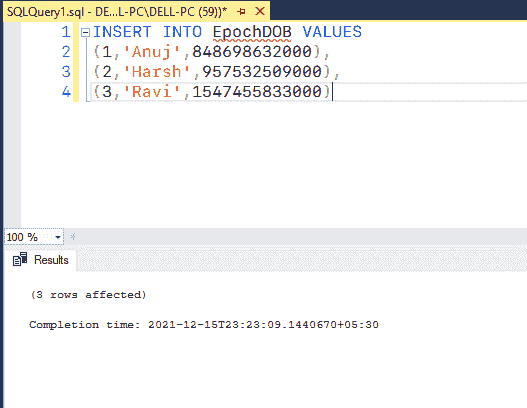 SQLQuery1.sql - DE...L-PC\DELL-PC (59))*
1 INSERT INTO EpochDOB VALUES
2 (1,'Anuj',848698632000),
3 (2,'Harsh',957532509000),
4 (3,'Ravi',1547455833000)
100 %
Results
(3 rows affected)
Completion time: 2021-12-15T23:23:09.1440670+05:30